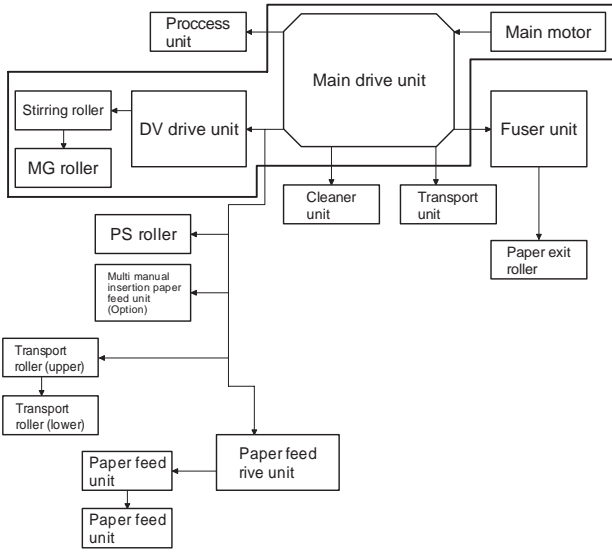 Proccess
unit
Main motor
Main drive unit
Stirring roller
DV drive unit
Fuser unit
MG roller
Cleaner
unit
Transport
unit
PS roller
Paper exit
roller
Multi manual
insertion paper
feed unit
(Option)
Transport
roller (upper)
Transport
roller (lower)
Paper feed
rive unit
Paper feed
unit
Paper feed
unit